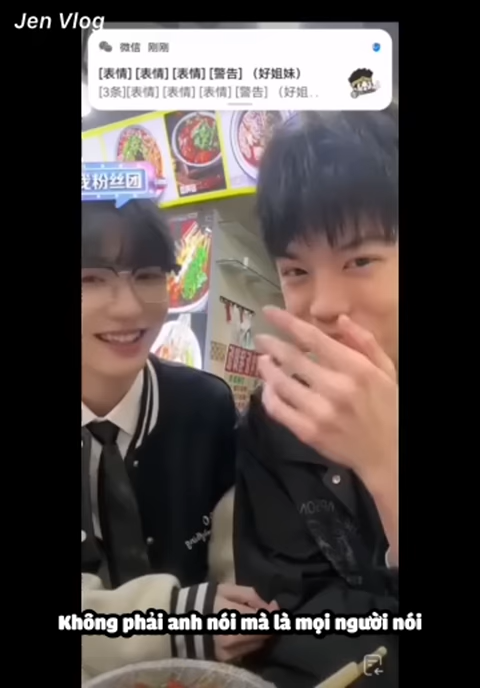 Jen Vlog
微信 刚刚
[表情] [表情] [表情] [警告] （好姐妹）
[3条][表情] [表情] [表情] [警告] （好姐..
粉丝团
Không phải anh nói mà là mọi người nói